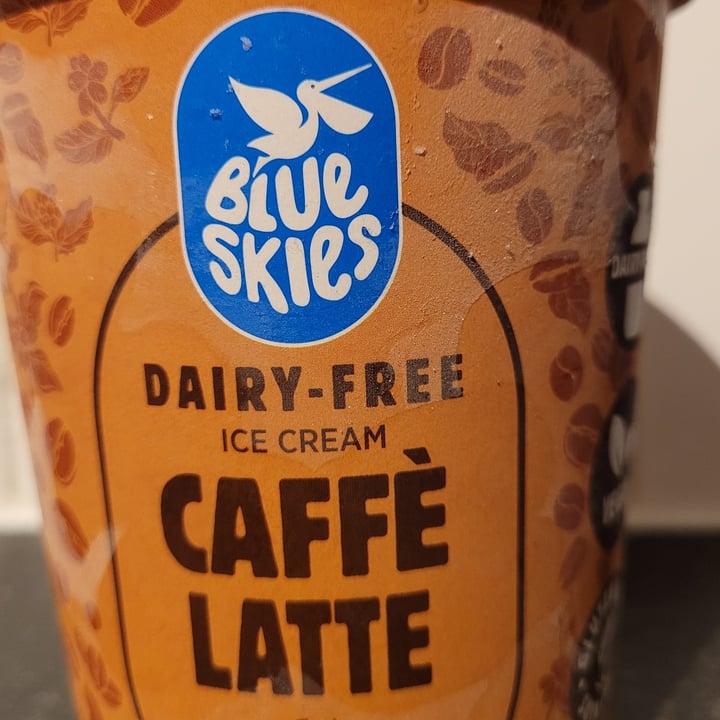 BLUE
SKIES
DAIRY-FREE
ICE CREAM
CAFFÈ
LATTE